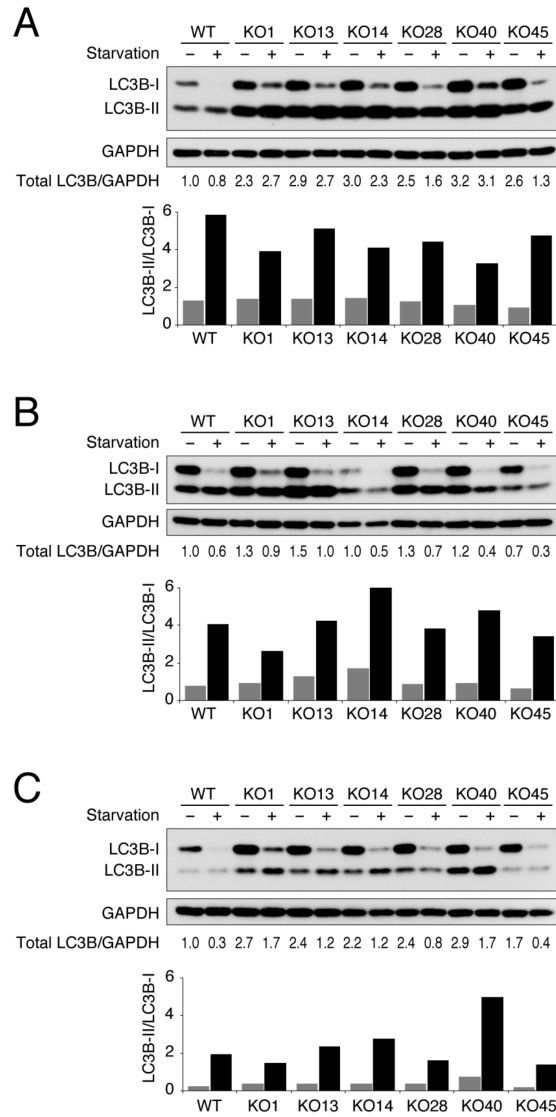 A
WT KO1 KO13 KO14 KO28 KO40 KO45
Starvation – + – + – + – + – + – + – +
LC3B-I
LC3B-II
GAPDH
Total LC3B/GAPDH 1.0 0.8 2.3 2.7 2.9 2.7 3.0 2.3 2.5 1.6 3.2 3.1 2.6 1.3
LC3B-II/LC3B-I
6
4
2
0
WT KO1 KO13 KO14 KO28 KO40 KO45
B
WT KO1 KO13 KO14 KO28 KO40 KO45
Starvation – + – + – + – + – + – + – +
LC3B-I
LC3B-II
GAPDH
Total LC3B/GAPDH 1.0 0.6 1.3 0.9 1.5 1.0 1.0 0.5 1.3 0.7 1.2 0.4 0.7 0.3
LC3B-II/LC3B-I
6
4
2
0
WT KO1 KO13 KO14 KO28 KO40 KO45
C
WT KO1 KO13 KO14 KO28 KO40 KO45
Starvation – + – + – + – + – + – + – +
LC3B-I
LC3B-II
GAPDH
Total LC3B/GAPDH 1.0 0.3 2.7 1.7 2.4 1.2 2.2 1.2 2.4 0.8 2.9 1.7 1.7 0.4
LC3B-II/LC3B-I
6
4
2
0
WT KO1 KO13 KO14 KO28 KO40 KO45